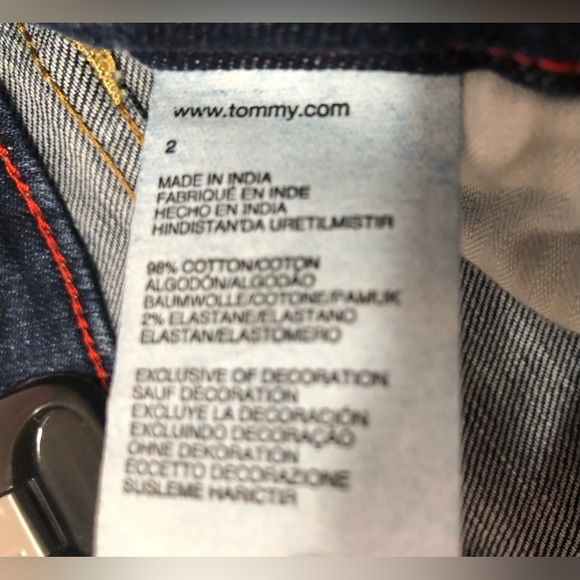 www.tommy.com
2
MADE IN INDIA
FABRIQUÉ EN INDE
HECHO EN INDIA
HINDISTAN'DA URETILMISTIR
98% COTTON/COTON
ALGODÓN/ALGODÃO
BAUMWOLLE/COTONE/PAMUK
2% ELASTANE/ELASTANO
ELASTAN/ELASTOMERO
EXCLUSIVE OF DECORATION
SAUF DÉCORATION
EXCLUYE LA DECORACIÓN
EXCLUINDO DECORAÇÃO
OHNE DEKORATION
ECCETTO DECORAZIONE
SUSLEME HARICTIR